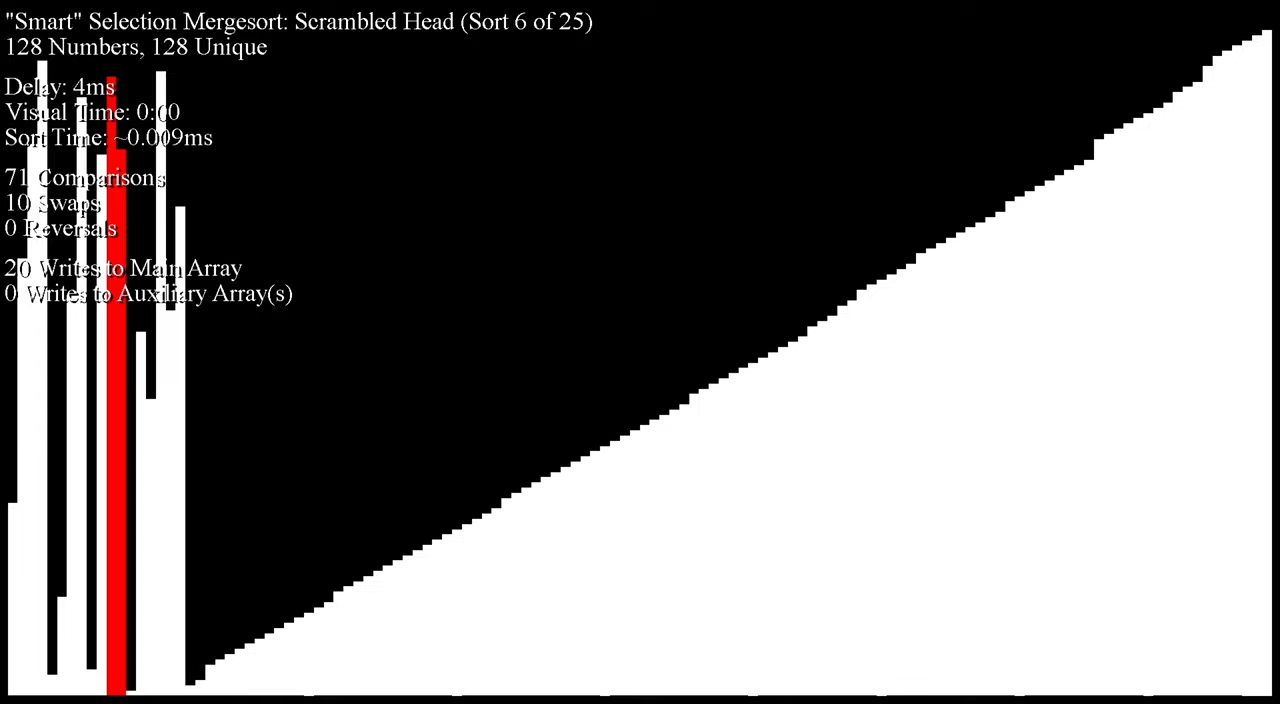 "Smart" Selection Mergesort: Scrambled Head (Sort 6 of 25)
128 Numbers, 128 Unique
Delay: 4ms
Visual Time: 0:00
Sort Time: ~0.009ms
71 Comparisons
10 Swaps
0 Reversals
20 Writes to Main Array
0 Writes to Auxiliary Array(s)